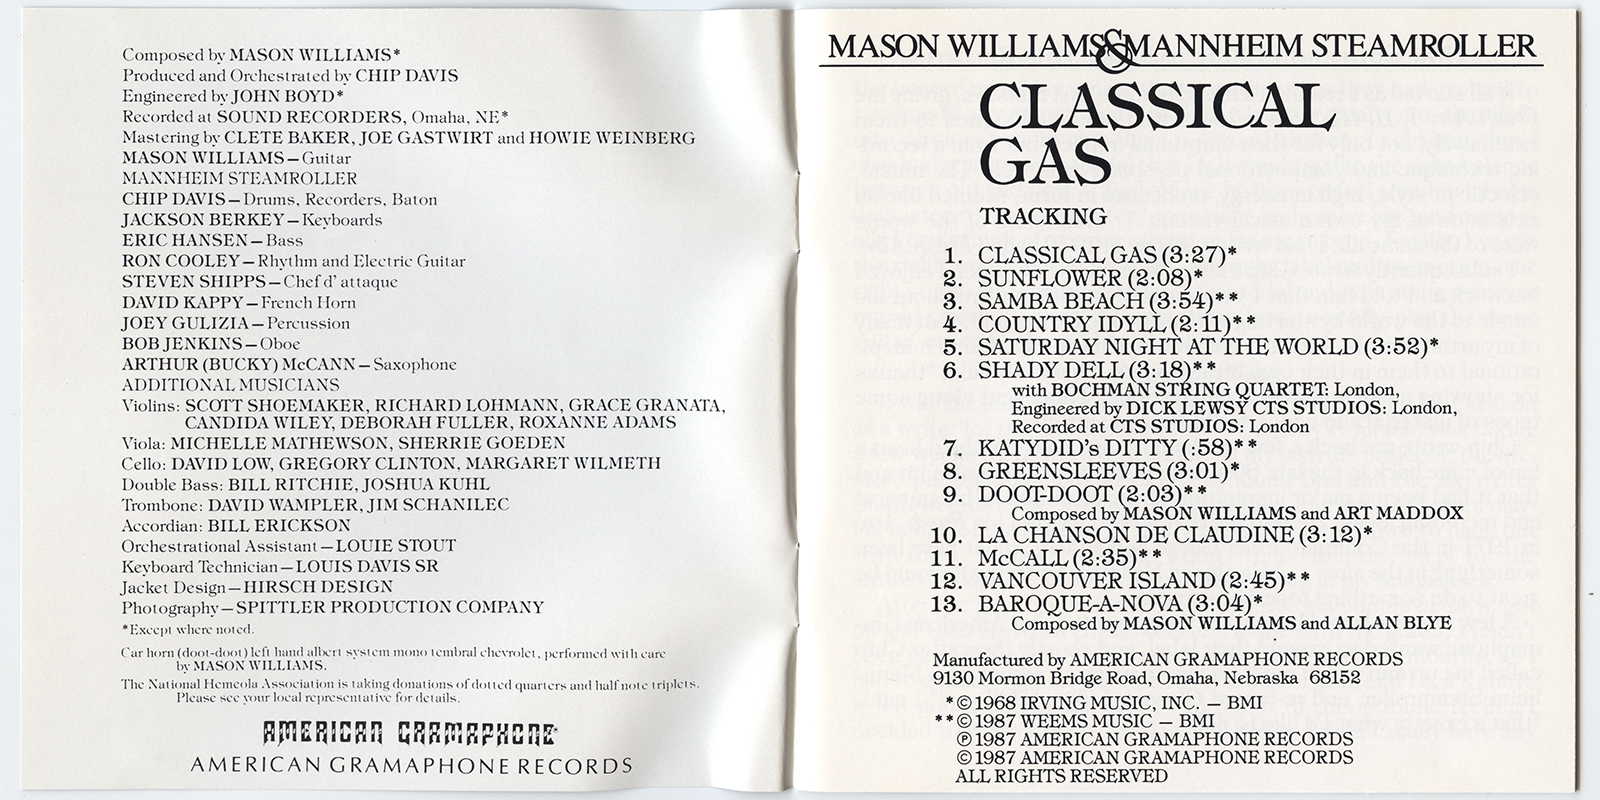 Composed by MASON WILLIAMS*
Produced and Orchestrated by CHIP DAVIS
Engineered by JOHN BOYD*
Recorded at SOUND RECORDERS, Omaha, NE*
Mastering by CLETE BAKER, JOE GASTWIRT and HOWIE WEINBERG
MASON WILLIAMS—Guitar
MANNHEIM STEAMROLLER
CHIP DAVIS—Drums, Recorders, Baton
JACKSON BERKEY—Keyboards
ERIC HANSEN—Bass
RON COOLEY—Rhythm and Electric Guitar
STEVEN SHIPPS—Chef d' attaque
DAVID KAPPY—French Horn
JOEY GULIZIA—Percussion
BOB JENKINS—Oboe
ARTHUR (BUCKY) McCANN—Saxophone
ADDITIONAL MUSICIANS
Violins: SCOTT SHOEMAKER, RICHARD LOHMANN, GRACE GRANATA,
CANDIDA WILEY, DEBORAH FULLER, ROXANNE ADAMS
Viola: MICHELLE MATHEWSON, SHERRIE GOEDEN
Cello: DAVID LOW, GREGORY CLINTON, MARGARET WILMETH
Double Bass: BILL RITCHIE, JOSHUA KUHL
Trombone: DAVID WAMPLER, JIM SCHANILEC
Accordian: BILL ERICKSON
Orchestrational Assistant—LOUIE STOUT
Keyboard Technician—LOUIS DAVIS SR
Jacket Design—HIRSCH DESIGN
Photography—SPITTLER PRODUCTION COMPANY
*Except where noted.
Car horn (doot-doot) left hand albert system mono tembral chevrolet, performed with care
by MASON WILLIAMS.
The National Hemeola Association is taking donations of dotted quarters and half note triplets.
Please see your local representative for details.
AMERICAN GRAMAPHONE
AMERICAN GRAMAPHONE RECORDS
MASON WILLIAMS & MANNHEIM STEAMROLLER
CLASSICAL
GAS
TRACKING
1. CLASSICAL GAS (3:27)*
2. SUNFLOWER (2:08)*
3. SAMBA BEACH (3:54)**
4. COUNTRY IDYLL (2:11)**
5. SATURDAY NIGHT AT THE WORLD (3:52)*
6. SHADY DELL (3:18)**
with BOCHMAN STRING QUARTET: London,
Engineered by DICK LEWSY CTS STUDIOS: London,
Recorded at CTS STUDIOS: London
7. KATYDID's DITTY (:58)**
8. GREENSLEEVES (3:01)*
9. DOOT-DOOT (2:03)**
Composed by MASON WILLIAMS and ART MADDOX
10. LA CHANSON DE CLAUDINE (3:12)*
11. McCALL (2:35)**
12. VANCOUVER ISLAND (2:45)**
13. BAROQUE-A-NOVA (3:04)*
Composed by MASON WILLIAMS and ALLAN BLYE
Manufactured by AMERICAN GRAMAPHONE RECORDS
9130 Mormon Bridge Road, Omaha, Nebraska 68152
*©1968 IRVING MUSIC, INC. — BMI
**©1987 WEEMS MUSIC — BMI
℗1987 AMERICAN GRAMAPHONE RECORDS
©1987 AMERICAN GRAMAPHONE RECORDS
ALL RIGHTS RESERVED